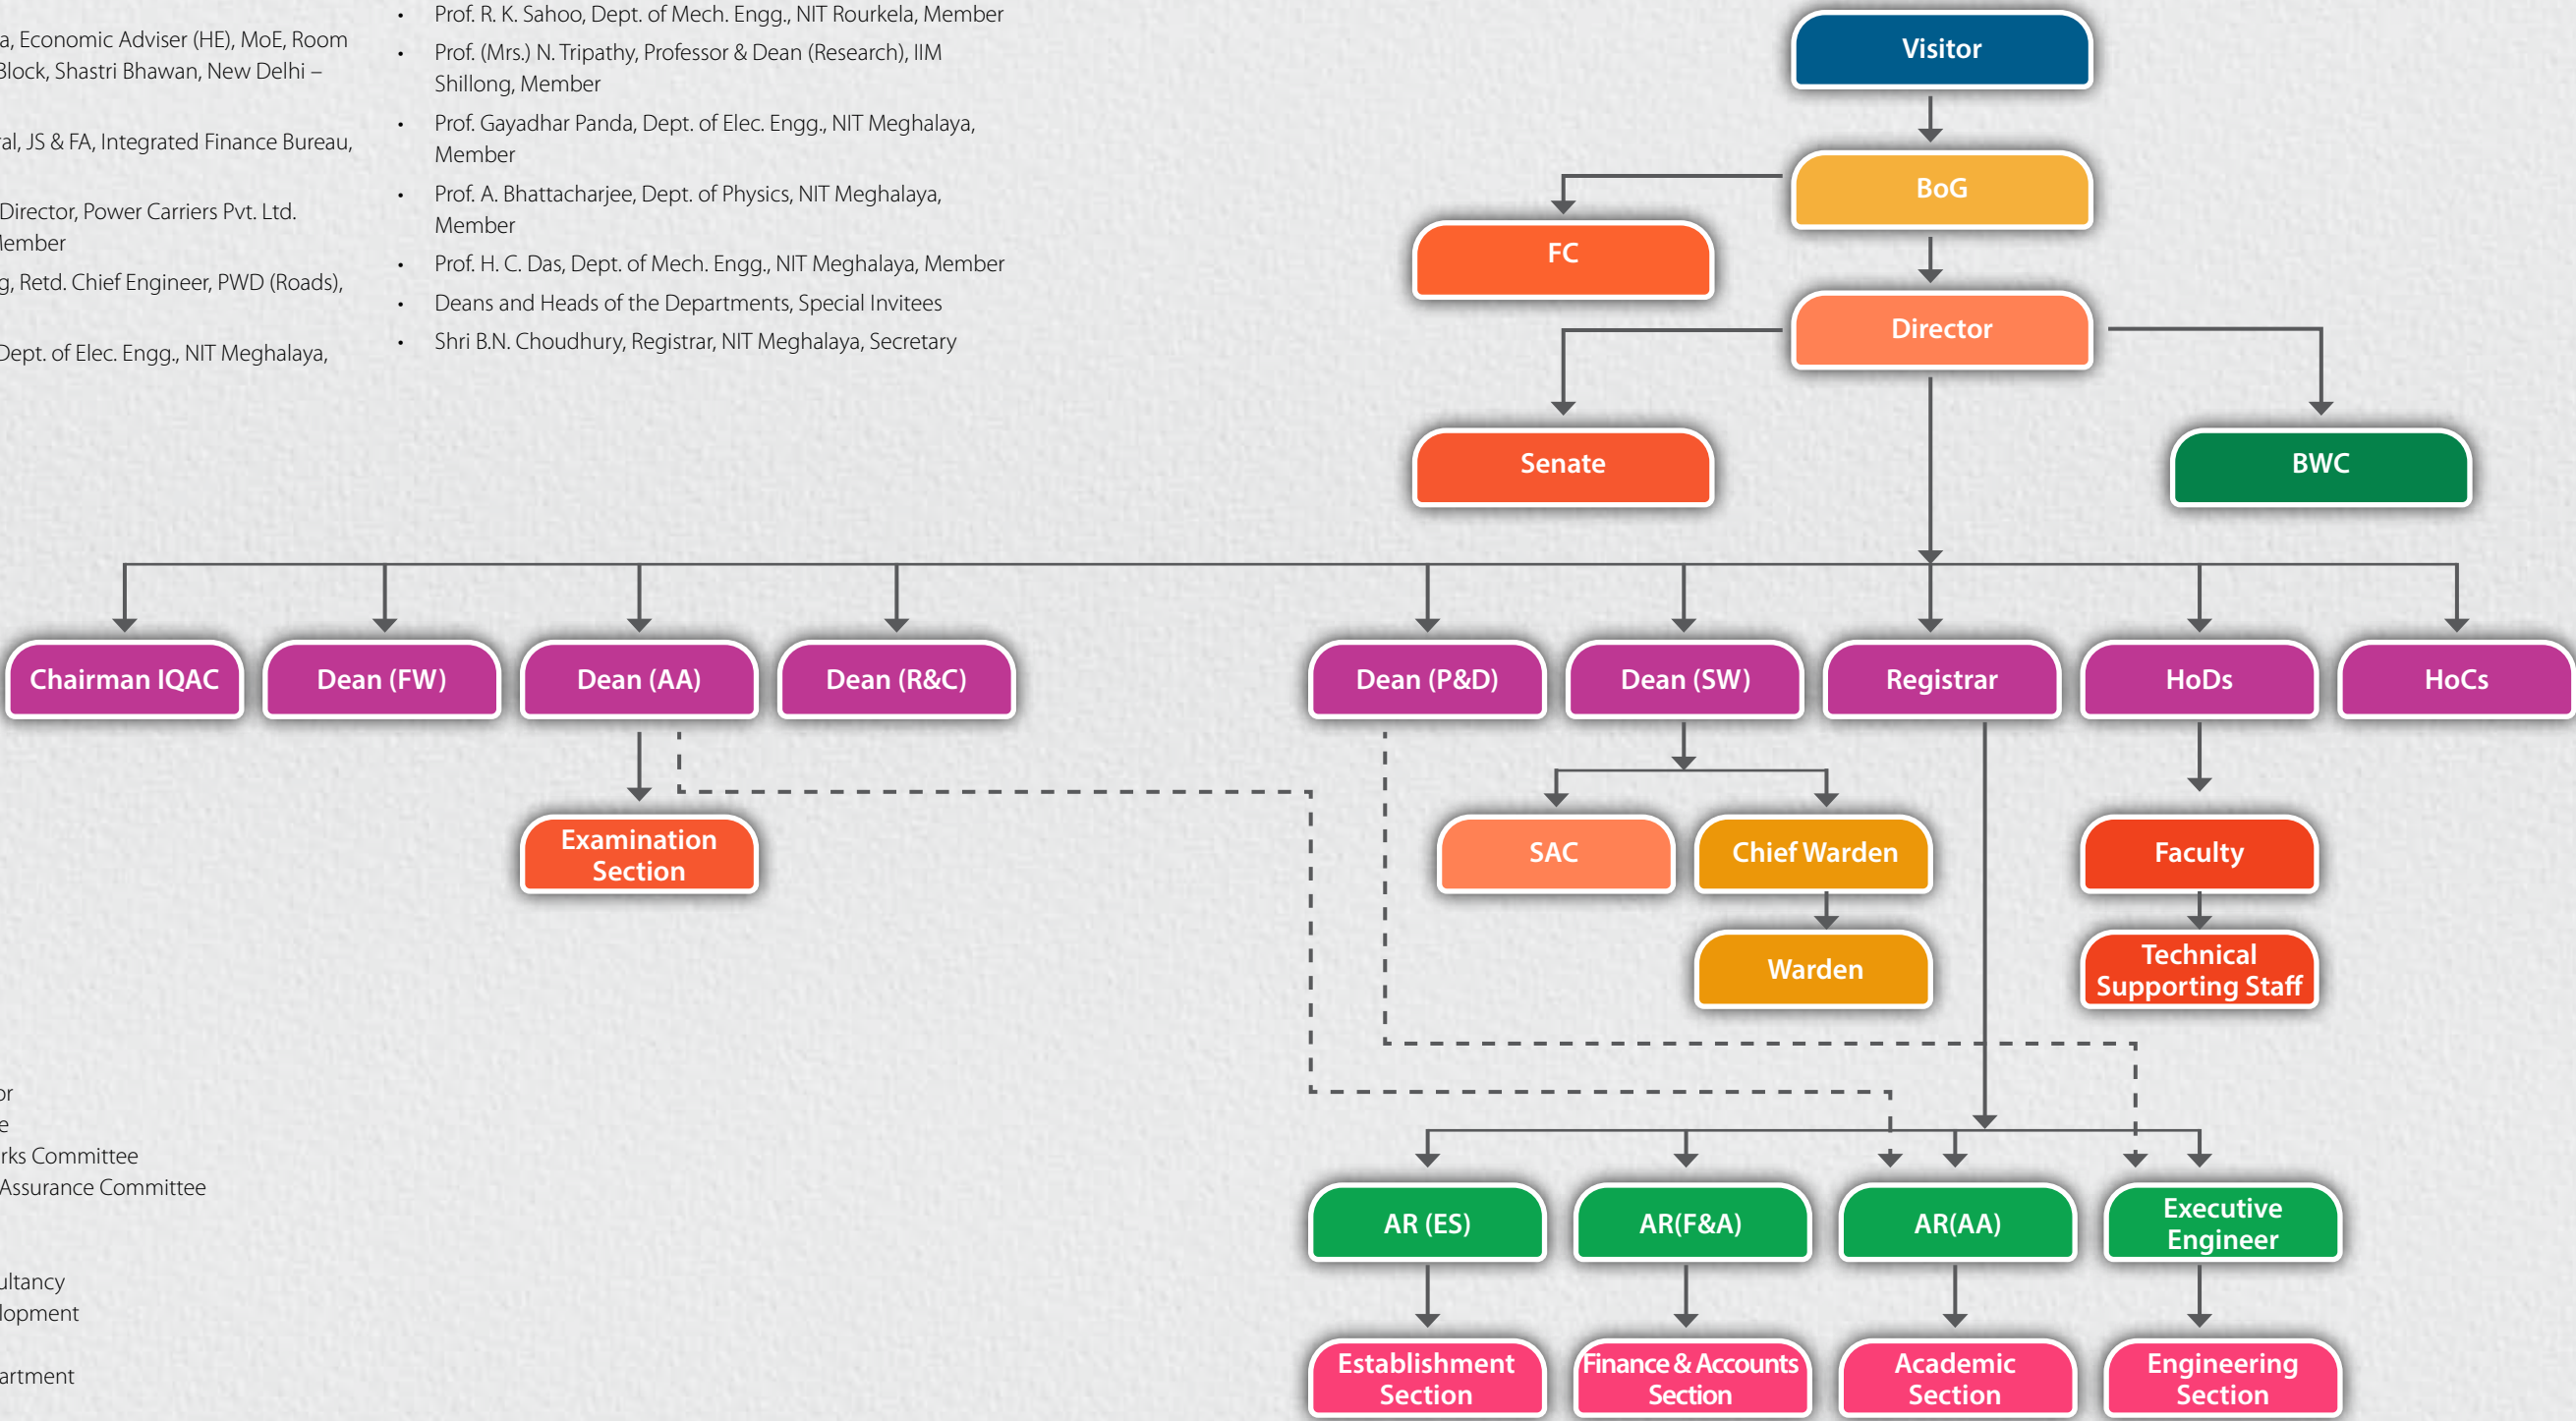 a, Economic Adviser (HE), MoE, Room
Block, Shastri Bhawan, New Delhi –
al, JS & FA, Integrated Finance Bureau,
Director, Power Carriers Pvt. Ltd.
ember
g, Retd. Chief Engineer, PWD (Roads),
Dept. of Elec. Engg., NIT Meghalaya,
• Prof. R. K. Sahoo, Dept. of Mech. Engg., NIT Rourkela, Member
• Prof. (Mrs.) N. Tripathy, Professor & Dean (Research), IIM
Shillong, Member
• Prof. Gayadhar Panda, Dept. of Elec. Engg., NIT Meghalaya,
Member
• Prof. A. Bhattacharjee, Dept. of Physics, NIT Meghalaya,
Member
• Prof. H. C. Das, Dept. of Mech. Engg., NIT Meghalaya, Member
• Deans and Heads of the Departments, Special Invitees
• Shri B.N. Choudhury, Registrar, NIT Meghalaya, Secretary
Visitor
BoG
FC
Director
Senate
BWC
Chairman IQAC
Dean (FW)
Dean (AA)
Dean (R&C)
Dean (P&D)
Dean (SW)
Registrar
HoDs
HoCs
Examination
Section
SAC
Chief Warden
Faculty
Warden
Technical
Supporting Staff
AR (ES)
AR(F&A)
AR(AA)
Executive
Engineer
Establishment
Section
Finance & Accounts
Section
Academic
Section
Engineering
Section
or
e
rks Committee
Assurance Committee
ultancy
lopment
artment